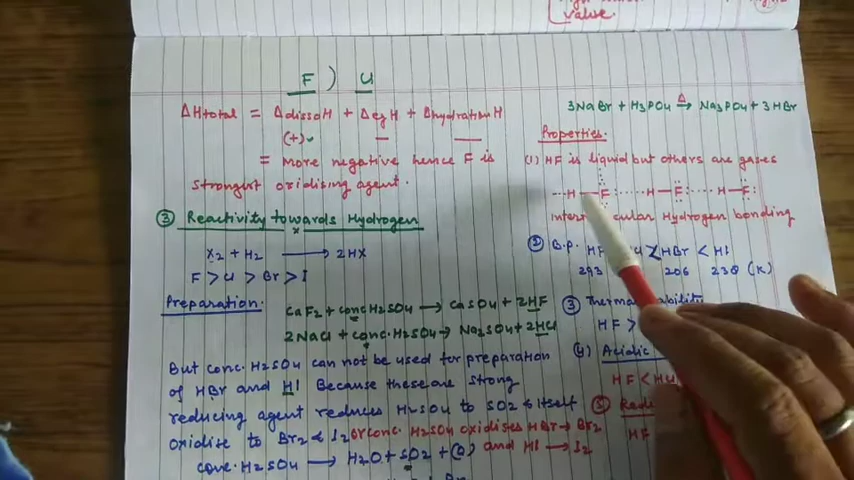 value.
F ) Cl
ΔHtotal = ΔdissoH + ΔegH + ΔhydrationH
(+)
= more negative hence F is
strongest oxidising agent.
③ Reactivity towards Hydrogen
X2 + H2 ⟶ 2HX
F > Cl > Br > I
Preparation.
CaF2 + conc H2SO4 ⟶ CaSO4 + 2HF
2NaCl + conc. H2SO4 → Na2SO4 + 2HCl
But conc. H2SO4 can not be used for preparation
of HBr and HI Because these are strong
reducing agent reduces H2SO4 to SO2 & itself
oxidise to Br2 & I2 Br conc. H2SO4 oxidises HBr → Br2
conc. H2SO4 ⟶ H2O + SO2 + (O) and HI ⟶ I2
3NaBr + H3PO4 Δ→ Na3PO4 + 3HBr
Properties.
(1) HF is liquid but others are gases
---H — F: ...... H — F: ..... H — F:
Hydrogen bonding
② B.P. HBr < HI
293 206 238 (K)
③ Thermal
HF >
(4) Acidic
HF <
⑤
HF